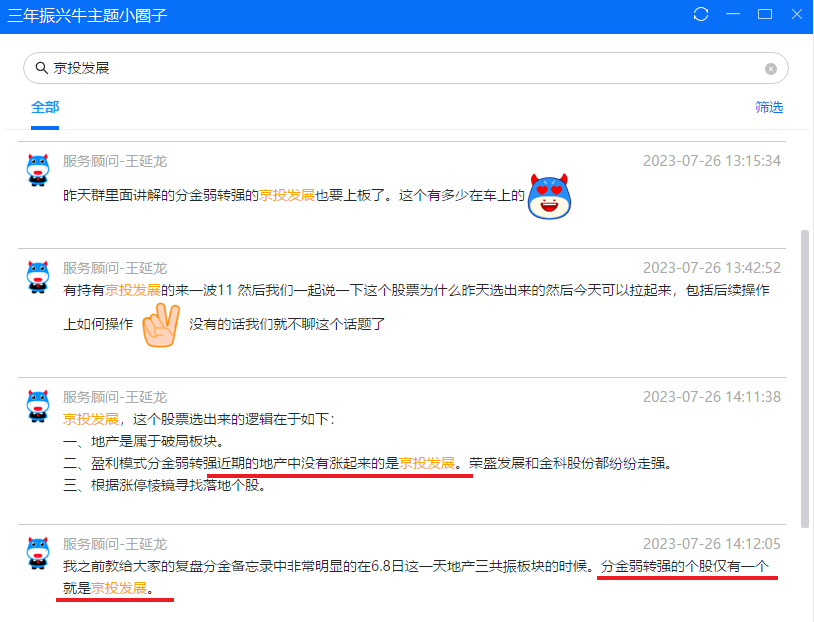 三年振兴牛主题小圈子
京投发展
全部
筛选
服务顾问-王延龙
2023-07-26 13:15:34
昨天群里面讲解的分金弱转强的京投发展也要上板了。这个有多少在车上的
服务顾问-王延龙
2023-07-26 13:42:52
有持有京投发展的来一波11 然后我们一起说一下这个股票为什么昨天选出来的然后今天可以拉起来，包括后续操作
上如何操作 没有的话我们就不聊这个话题了
服务顾问-王延龙
2023-07-26 14:11:38
京投发展，这个股票选出来的逻辑在于如下：
一、地产是属于破局板块。
二、盈利模式分金弱转强近期的地产中没有涨起来的是京投发展。荣盛发展和金科股份都纷纷走强。
三、根据涨停棱镜寻找落地个股。
服务顾问-王延龙
2023-07-26 14:12:05
我之前教给大家的复盘分金备忘录中非常明显的在6.8日这一天地产三共振板块的时候。分金弱转强的个股仅有一个
就是京投发展。